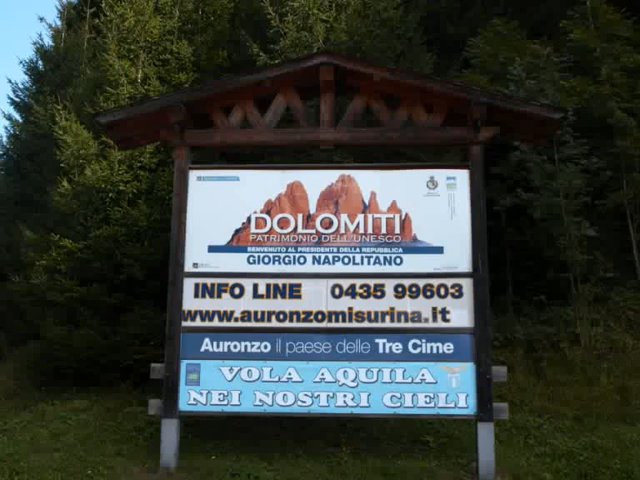 DOLOMITI
PATRIMONIO DELL'UNESCO
BENVENUTO AL PRESIDENTE DELLA REPUBBLICA
GIORGIO NAPOLITANO
INFO LINE 0435 99603
www.auronzomisurina.it
Auronzo il paese delle Tre Cime
VOLA AQUILA
NEI NOSTRI CIELI